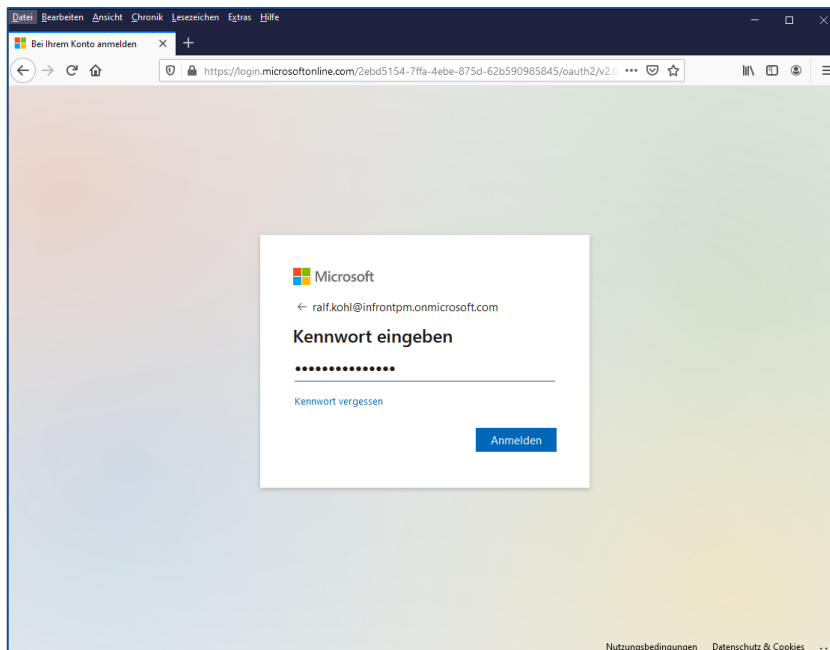 Datei Bearbeiten Ansicht Chronik Lesezeichen Extras Hilfe
Bei Ihrem Konto anmelden
https://login.microsoftonline.com/2ebd5154-7ffa-4ebe-875d-62b590985845/oauth2/v2.0
Microsoft
ralf.kohl@infrontpm.onmicrosoft.com
Kennwort eingeben
•••••••••••••••
Kennwort vergessen
Anmelden
Nutzungsbedingungen Datenschutz & Cookies